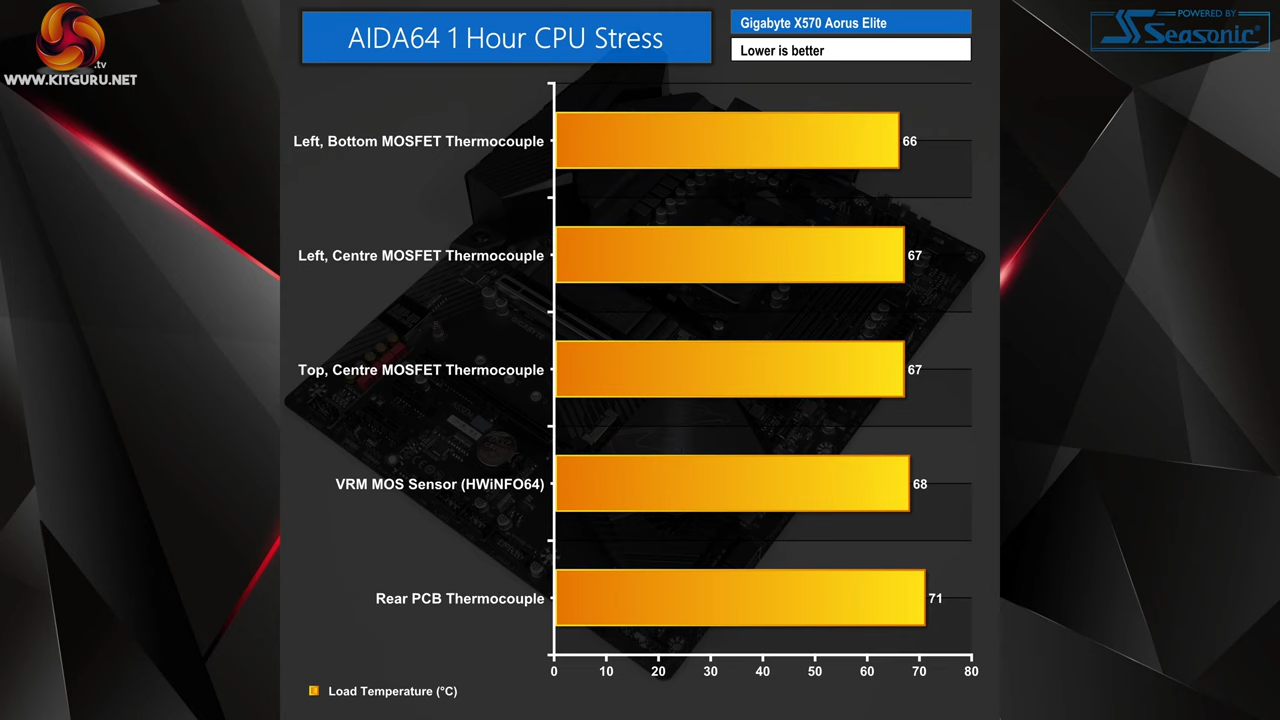 AIDA64 1 Hour CPU Stress
Gigabyte X570 Aorus Elite
Lower is better
POWERED BY
Seasonic
.tv
WWW.KITGURU.NET
Left, Bottom MOSFET Thermocouple
66
Left, Centre MOSFET Thermocouple
67
Top, Centre MOSFET Thermocouple
67
VRM MOS Sensor (HWiNFO64)
68
Rear PCB Thermocouple
71
0 10 20 30 40 50 60 70 80
Load Temperature (°C)